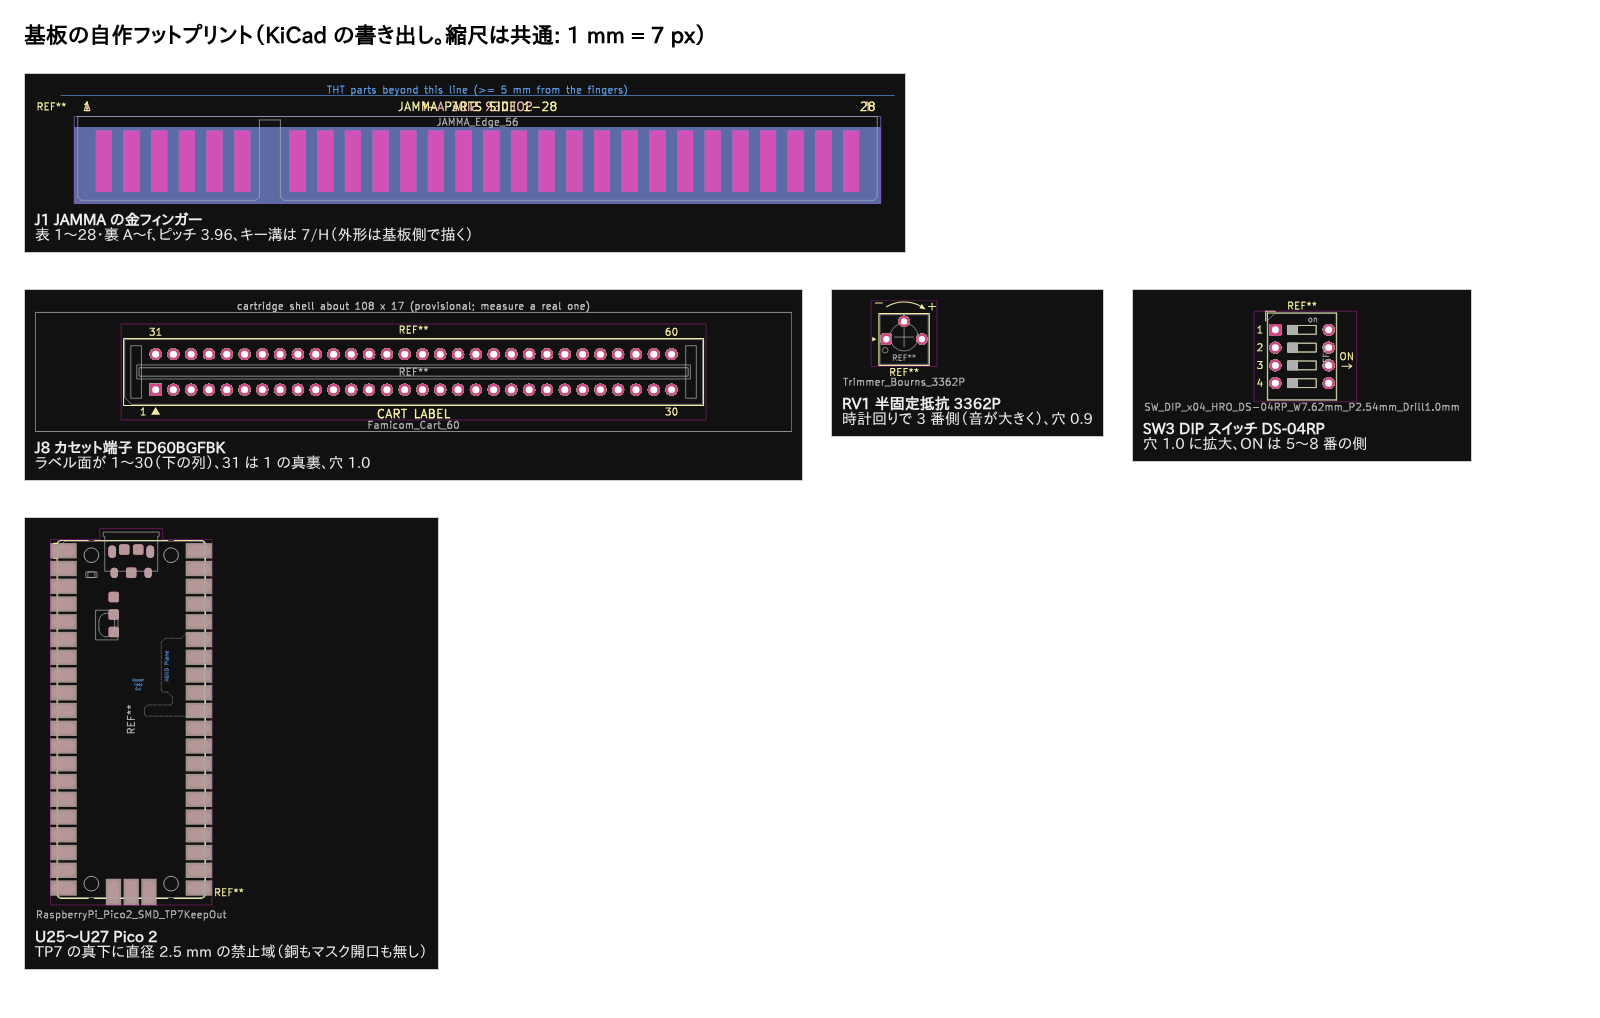 基板の自作フットプリント（KiCad の書き出し。縮尺は共通: 1 mm = 7 px）
THT parts beyond this line (>= 5 mm from the fingers)
REF**
1
JAMMA PARTS SIDE 1-28
28
JAMMA_Edge_56
J1 JAMMA の金フィンガー
表 1～28・裏 A～f、ピッチ 3.96、キー溝は 7/H（外形は基板側で描く）
cartridge shell about 108 x 17 (provisional; measure a real one)
31
REF**
60
REF**
1
CART LABEL
30
Famicom_Cart_60
J8 カセット端子 ED60BGFBK
ラベル面が 1～30（下の列）、31 は 1 の真裏、穴 1.0
− +
REF**
REF**
Trimmer_Bourns_3362P
RV1 半固定抵抗 3362P
時計回りで 3 番側（音が大きく）、穴 0.9
REF**
on
1
2
3
4
ON
SW_DIP_x04_HRO_DS-04RP_W7.62mm_P2.54mm_Drill1.0mm
SW3 DIP スイッチ DS-04RP
穴 1.0 に拡大、ON は 5～8 番の側
AGND Plane
REF**
REF**
RaspberryPi_Pico2_SMD_TP7KeepOut
U25～U27 Pico 2
TP7 の真下に直径 2.5 mm の禁止域（銅もマスク開口も無し）